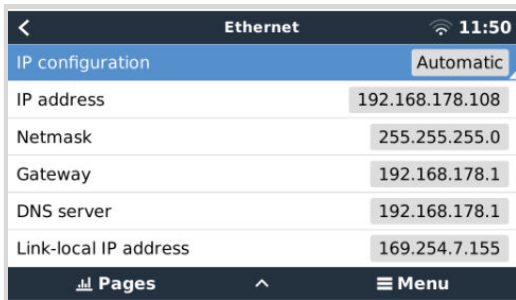 Ethernet 11:50
IP configuration Automatic
IP address 192.168.178.108
Netmask 255.255.255.0
Gateway 192.168.178.1
DNS server 192.168.178.1
Link-local IP address 169.254.7.155
Pages Menu